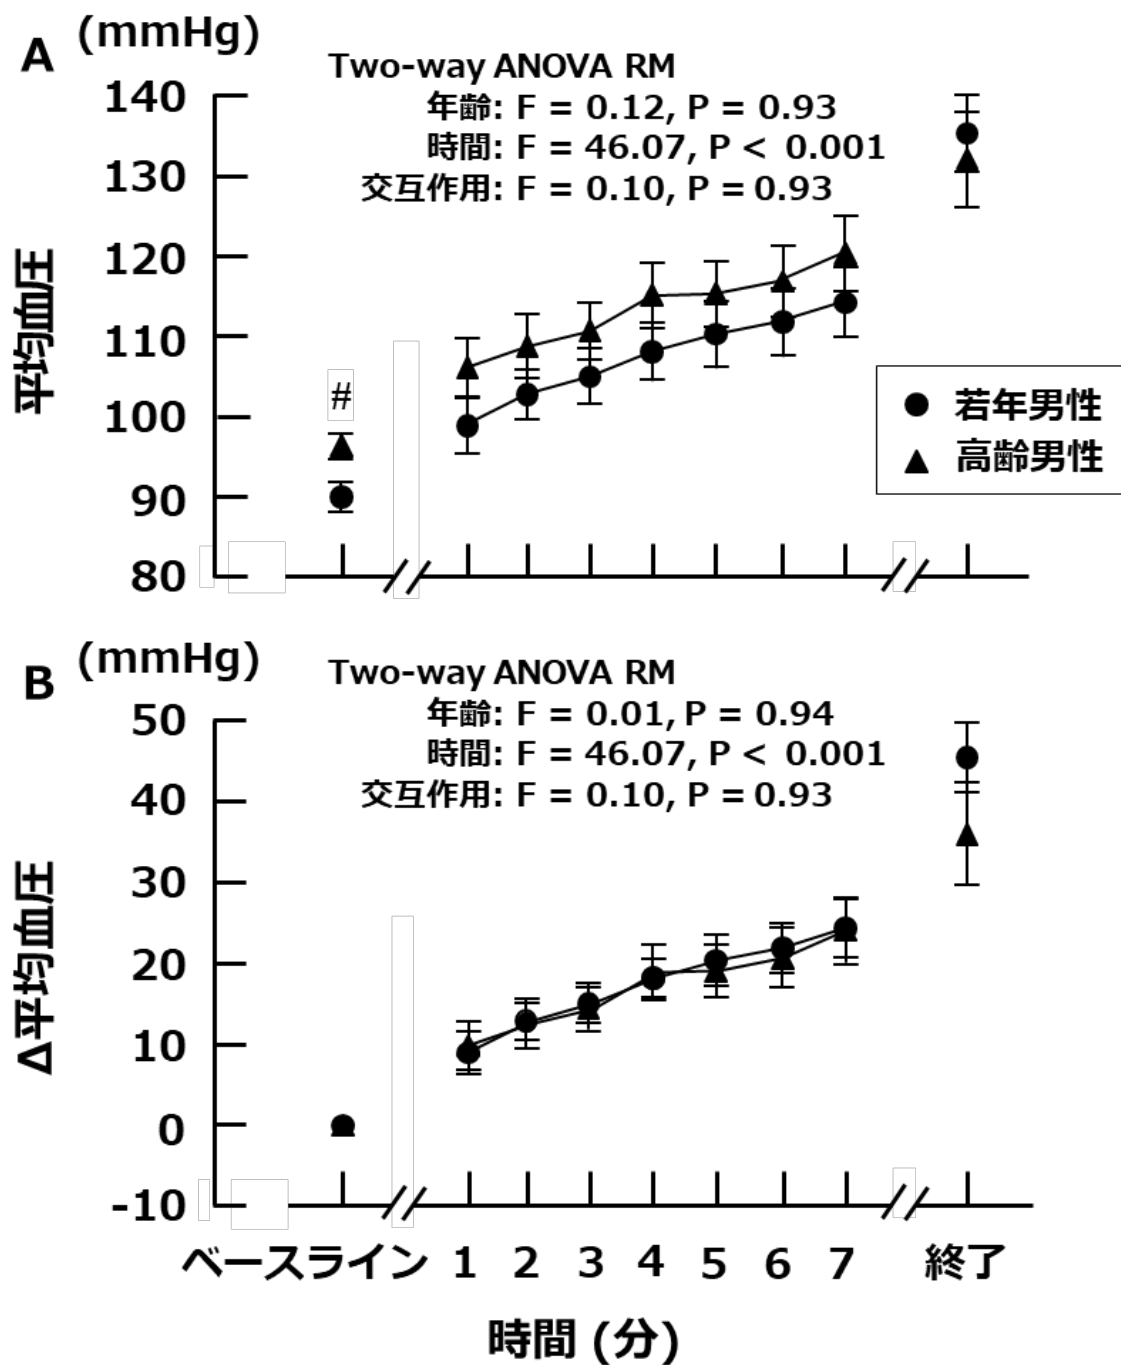 A
(mmHg)
Two-way ANOVA RM
年齢: F = 0.12, P = 0.93
時間: F = 46.07, P < 0.001
交互作用: F = 0.10, P = 0.93
140
130
120
110
100
90
80
平均血圧
#
若年男性
高齢男性
B
(mmHg)
Two-way ANOVA RM
年齢: F = 0.01, P = 0.94
時間: F = 46.07, P < 0.001
交互作用: F = 0.10, P = 0.93
50
40
30
20
10
0
-10
Δ平均血圧
ベースライン 1 2 3 4 5 6 7 終了
時間 (分)